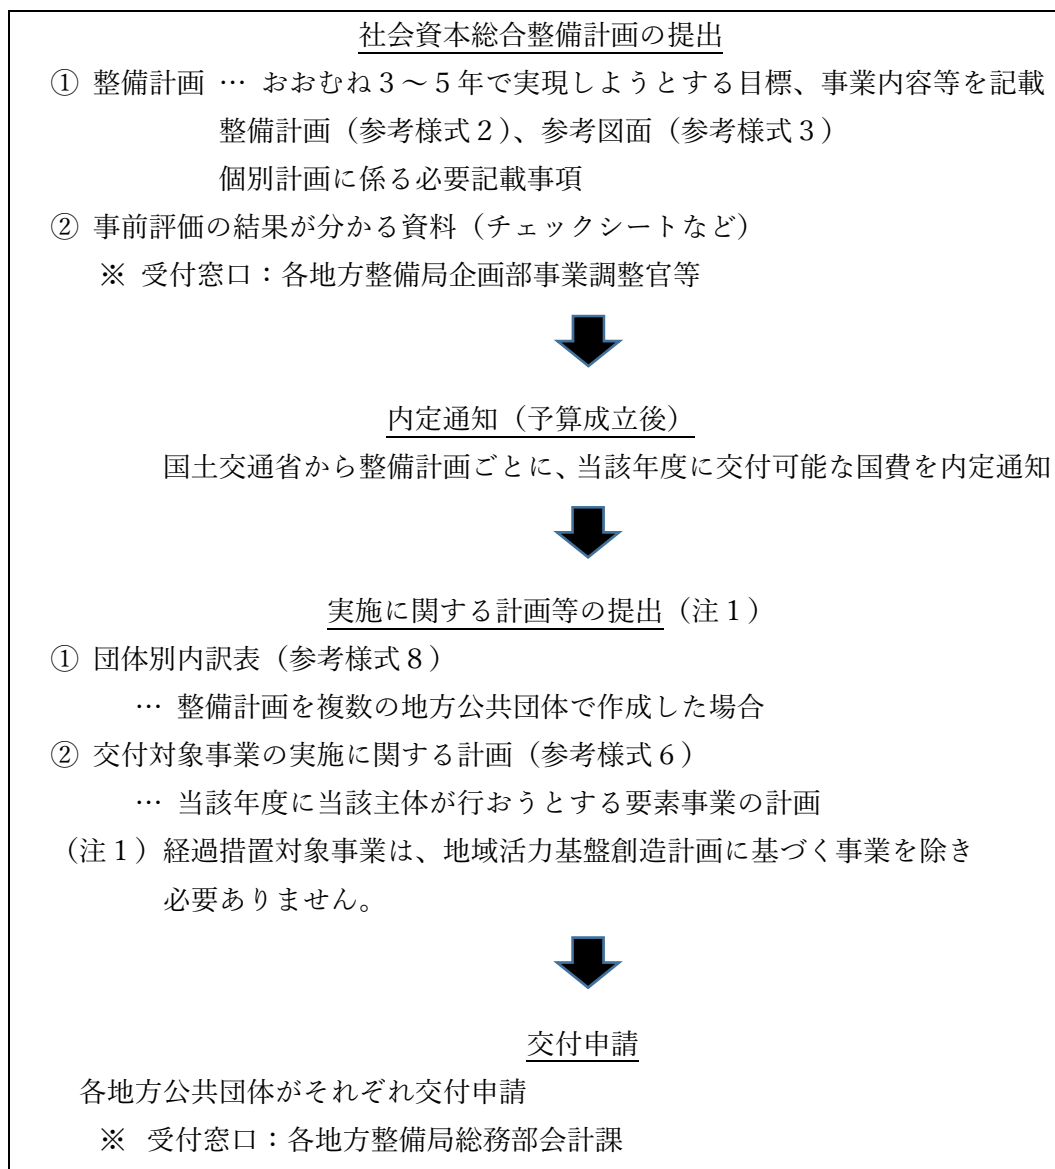 社会資本総合整備計画の提出
① 整備計画 … おおむね３～５年で実現しようとする目標、事業内容等を記載
整備計画（参考様式２）、参考図面（参考様式３）
個別計画に係る必要記載事項
② 事前評価の結果が分かる資料（チェックシートなど）
※ 受付窓口：各地方整備局企画部事業調整官等
内定通知（予算成立後）
国土交通省から整備計画ごとに、当該年度に交付可能な国費を内定通知
実施に関する計画等の提出（注１）
① 団体別内訳表（参考様式８）
… 整備計画を複数の地方公共団体で作成した場合
② 交付対象事業の実施に関する計画（参考様式６）
… 当該年度に当該主体が行おうとする要素事業の計画
（注１）経過措置対象事業は、地域活力基盤創造計画に基づく事業を除き
必要ありません。
交付申請
各地方公共団体がそれぞれ交付申請
※ 受付窓口：各地方整備局総務部会計課